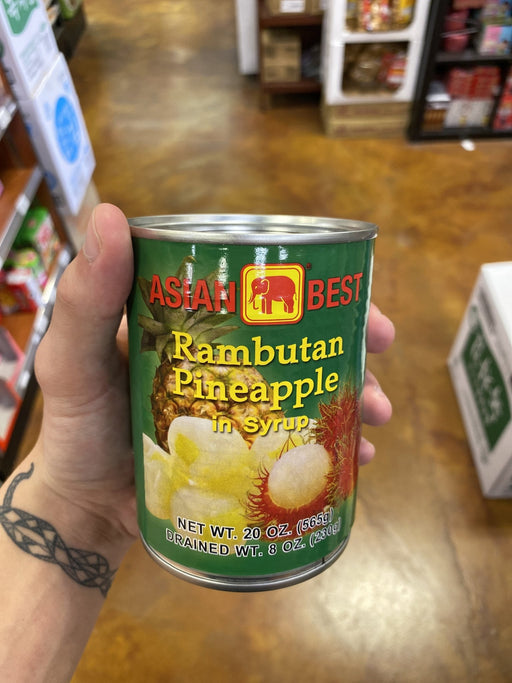 ASIAN BEST
Rambutan
Pineapple
in Syrup
NET WT. 20 OZ. (565g)
DRAINED WT. 8 OZ. (230g)